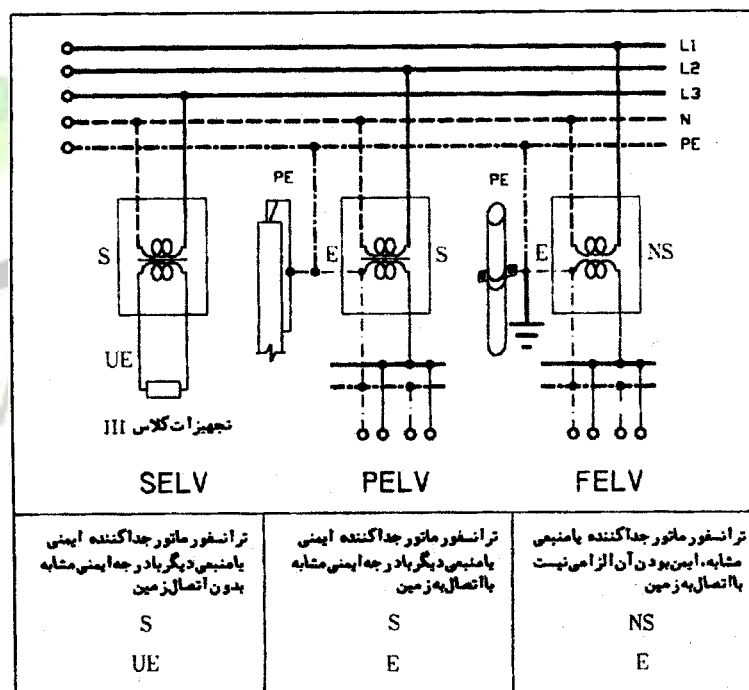 L1
L2
L3
N
PE
PE
PE
S
E
S
E
NS
UE
تجهیزات کلاس III
SELV
PELV
FELV
ترانسفورماتور جداکننده یا منبعی
مشابه، ایمن بودن آن الزامی نیست
با اتصال به زمین
NS
E
ترانسفورماتور جداکننده ایمنی
یا منبعی دیگر با درجه ایمنی مشابه
با اتصال به زمین
S
E
ترانسفورماتور جداکننده ایمنی
یا منبعی دیگر با درجه ایمنی مشابه
بدون اتصال زمین
S
UE